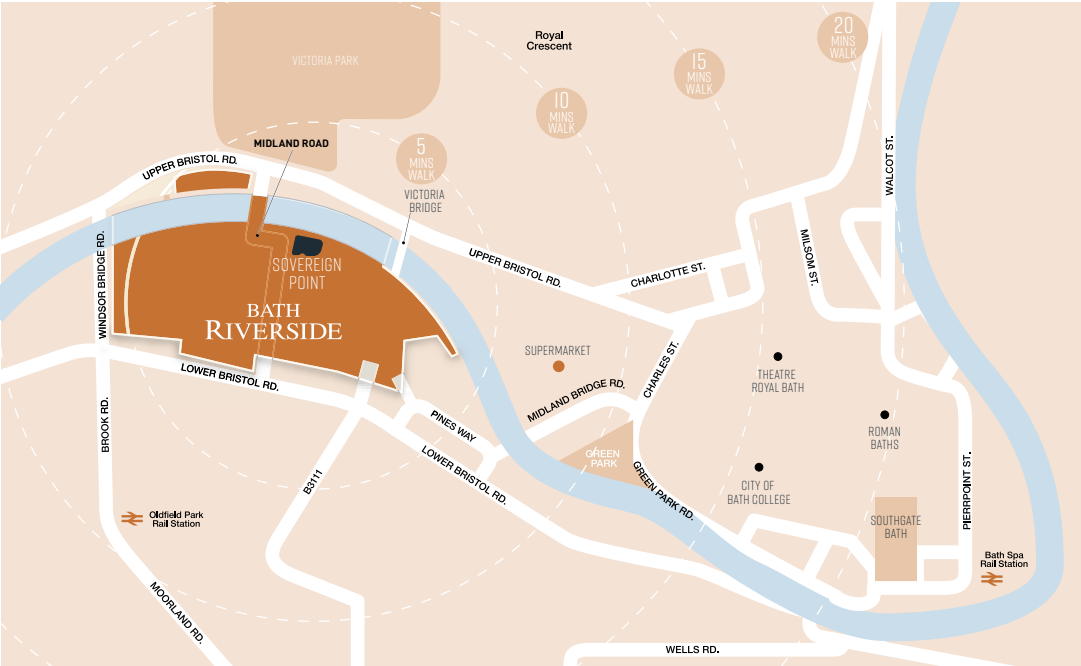 VICTORIA PARK
Royal
Crescent
20
MINS
WALK
15
MINS
WALK
10
MINS
WALK
5
MINS
WALK
MIDLAND ROAD
UPPER BRISTOL RD.
VICTORIA
BRIDGE
WALCOT ST.
MILSOM ST.
CHARLOTTE ST.
UPPER BRISTOL RD.
WINDSOR BRIDGE RD.
SOVEREIGN
POINT
BATH
RIVERSIDE
LOWER BRISTOL RD.
SUPERMARKET
CHARLES ST.
MIDLAND BRIDGE RD.
THEATRE
ROYAL BATH
ROMAN
BATHS
BROOK RD.
PINES WAY
LOWER BRISTOL RD.
B3111
GREEN
PARK
GREEN PARK RD.
CITY OF
BATH COLLEGE
SOUTHGATE
BATH
PIERRPOINT ST.
Oldfield Park
Rail Station
Bath Spa
Rail Station
MOORLAND RD.
WELLS RD.